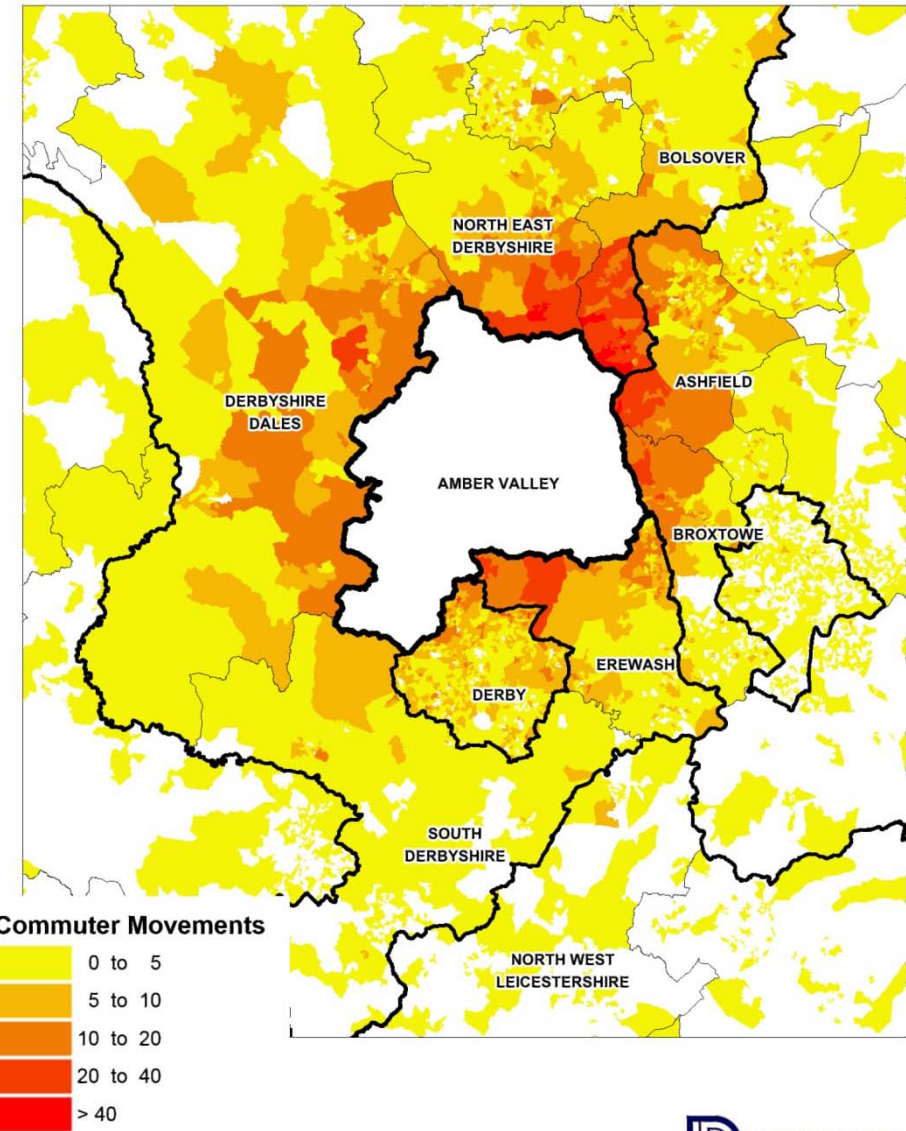 BOLSOVER
NORTH EAST
DERBYSHIRE
ASHFIELD
DERBYSHIRE
DALES
AMBER VALLEY
BROXTOWE
EREWASH
DERBY
SOUTH
DERBYSHIRE
NORTH WEST
LEICESTERSHIRE
Commuter Movements
0 to 5
5 to 10
10 to 20
20 to 40
> 40